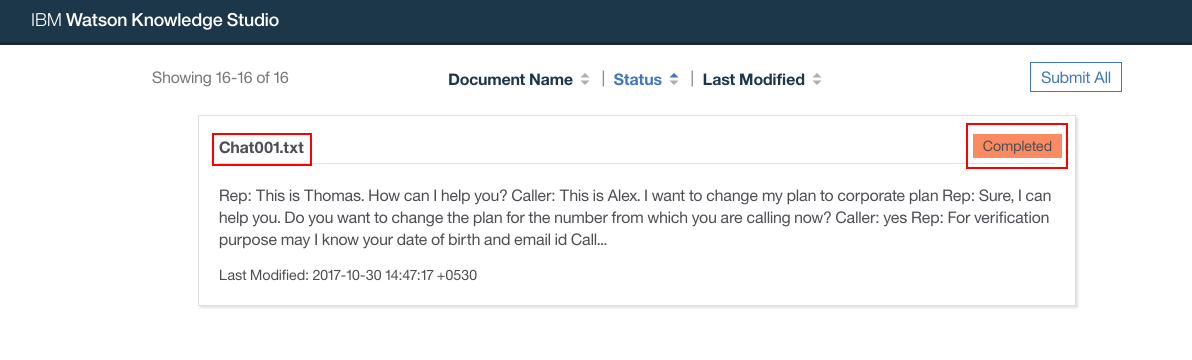 IBM Watson Knowledge Studio
Showing 16-16 of 16
Document Name | Status | Last Modified
Submit All
Chat001.txt
Completed
Rep: This is Thomas. How can I help you? Caller: This is Alex. I want to change my plan to corporate plan Rep: Sure, I can
help you. Do you want to change the plan for the number from which you are calling now? Caller: yes Rep: For verification
purpose may I know your date of birth and email id Call...
Last Modified: 2017-10-30 14:47:17 +0530